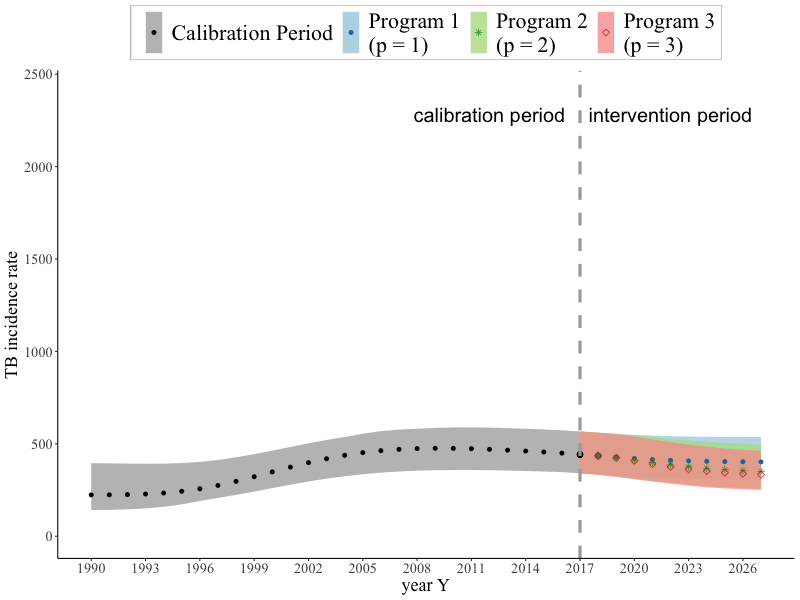 Calibration Period
Program 1
(p = 1)
Program 2
(p = 2)
Program 3
(p = 3)
calibration period
intervention period
TB incidence rate
2500
2000
1500
1000
500
0
1990 1993 1996 1999 2002 2005 2008 2011 2014 2017 2020 2023 2026
year Y